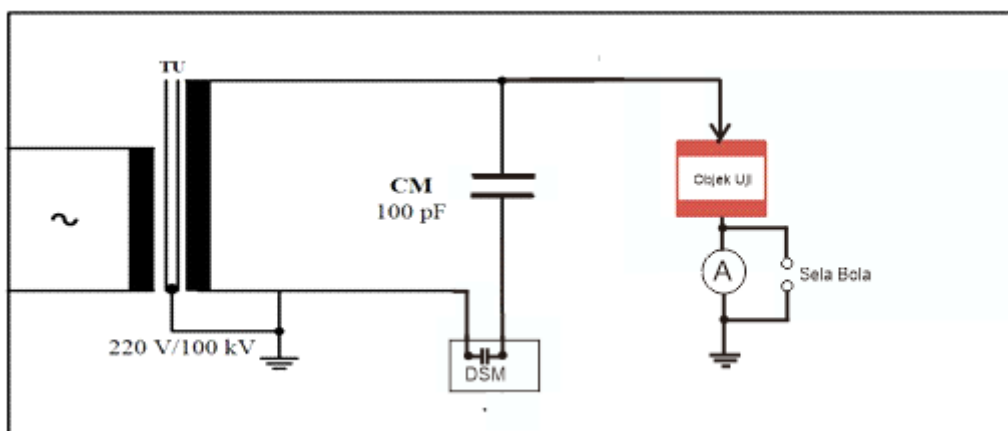 TU
CM
100 pF
Objek Uji
A
Sela Bola
220 V/100 kV
DSM